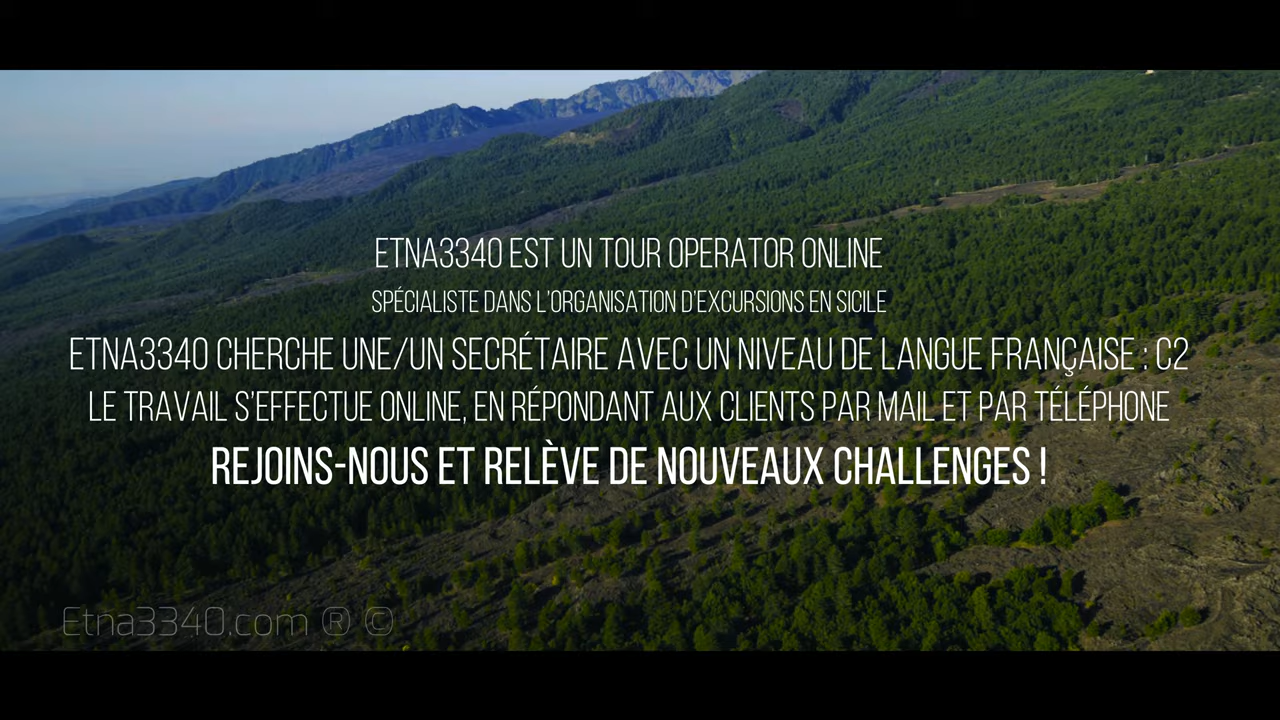 ETNA3340 EST UN TOUR OPERATOR ONLINE
SPÉCIALISTE DANS L'ORGANISATION D'EXCURSIONS EN SICILE
ETNA3340 CHERCHE UNE/UN SECRÉTAIRE AVEC UN NIVEAU DE LANGUE FRANÇAISE : C2
LE TRAVAIL S'EFFECTUE ONLINE, EN RÉPONDANT AUX CLIENTS PAR MAIL ET PAR TÉLÉPHONE
REJOINS-NOUS ET RELÈVE DE NOUVEAUX CHALLENGES !
Etna3340.com ® ©